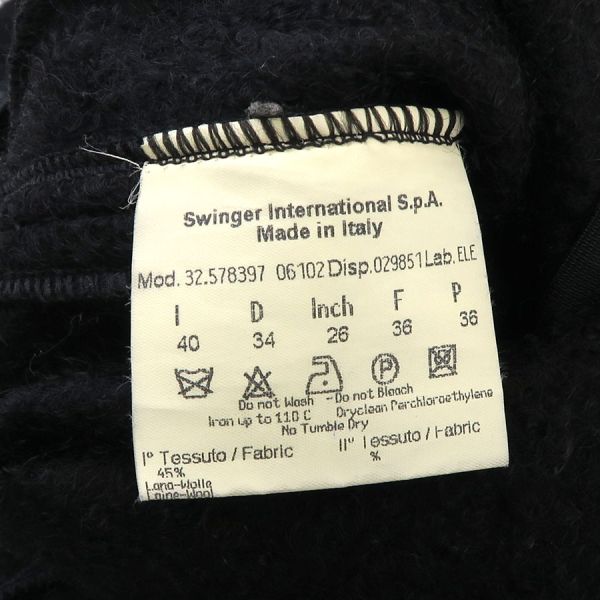 Swinger International S.p.A.
Made in Italy
Mod. 32.578397 06102 Disp.029851 Lab. ELE
I D Inch F P
40 34 26 36 36
P
Do not Wash - Do not Bleach
Iron up to 110 C Dryclean Perchloroethylene
No Tumble Dry
I° Tessuto / Fabric II° Tessuto / Fabric
45% %
Lana-Wolle
Laine-Wool